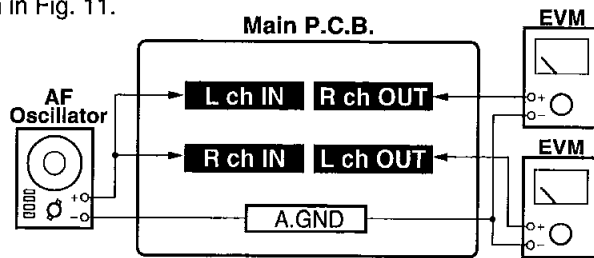 in Fig. 11.
Main P.C.B.
EVM
L ch IN
R ch OUT
+
−
AF
Oscillator
R ch IN
L ch OUT
EVM
+
−
A.GND
+
−